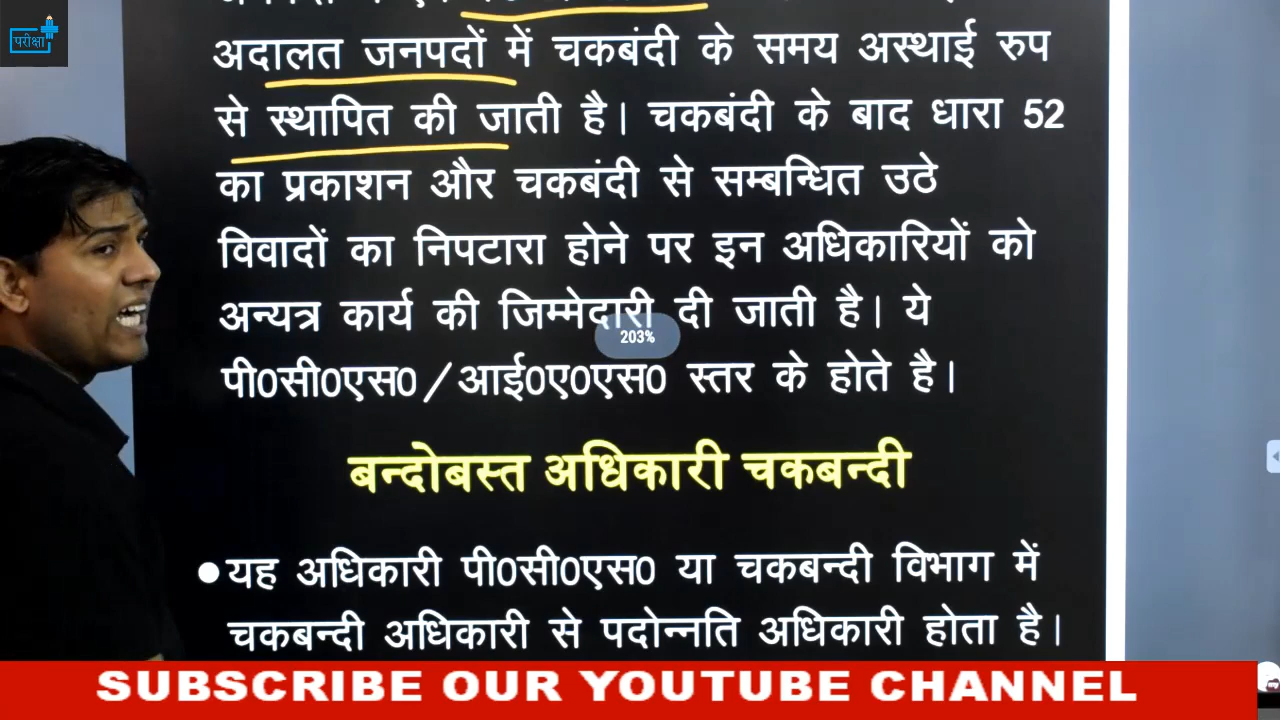 परीक्षा
अदालत जनपदों में चकबंदी के समय अस्थाई रुप
से स्थापित की जाती है। चकबंदी के बाद धारा 52
का प्रकाशन और चकबंदी से सम्बन्धित उठे
विवादों का निपटारा होने पर इन अधिकारियों को
अन्यत्र कार्य की जिम्मेदारी दी जाती है। ये
203%
पी0सी0एस0/आई0ए0एस0 स्तर के होते है।
बन्दोबस्त अधिकारी चकबन्दी
●यह अधिकारी पी0सी0एस0 या चकबन्दी विभाग में
चकबन्दी अधिकारी से पदोन्नति अधिकारी होता है।
SUBSCRIBE OUR YOUTUBE CHANNEL